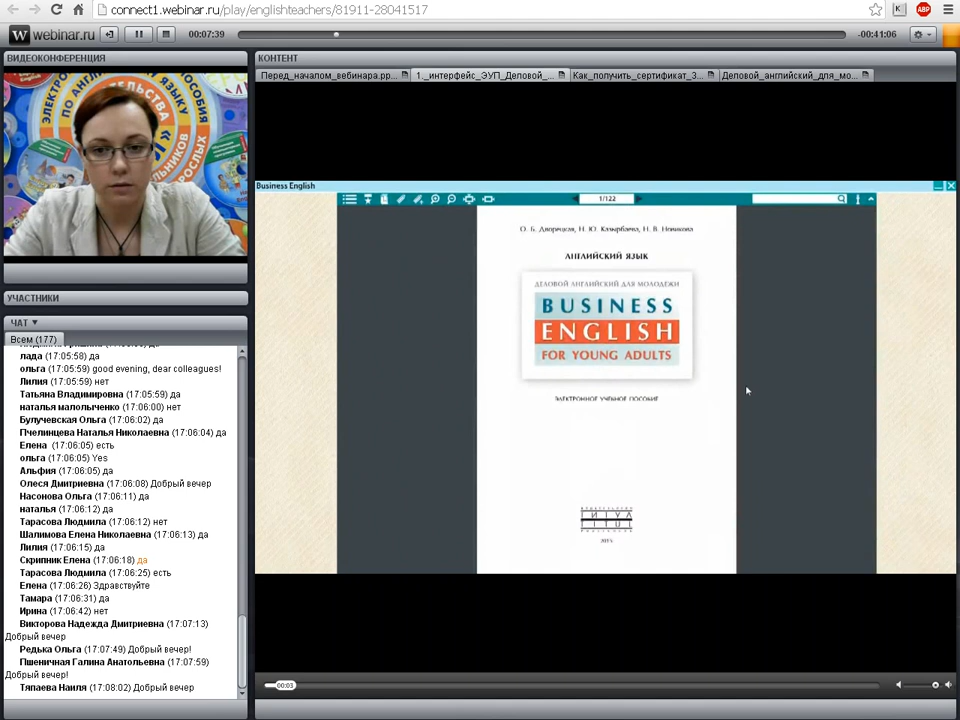 connect1.webinar.ru/play/englishteachers/81911-28041517
ABP
webinar.ru
00:07:39
-00:41:06
ВИДЕОКОНФЕРЕНЦИЯ
КОНТЕНТ
Перед_началом_вебинара.рр...
1._интерфейс_ЭУП_Деловой_...
Как_получить_сертификат_3...
Деловой_английский_для_мо...
ЭЛЕКТРОННЫЕ
ПОСОБИЯ
ПО АНГЛИЙСКОМУ ЯЗЫКУ
УЧАСТНИКИ
ЧАТ
Всем (177)
лада (17:05:58) да
ольга (17:05:59) good evening, dear colleagues!
Лилия (17:05:59) нет
Татьяна Владимировна (17:05:59) да
наталья малолыченко (17:06:00) нет
Булучевская Ольга (17:06:02) да
Пчелинцева Наталья Николаевна (17:06:04) да
Елена (17:06:05) есть
ольга (17:06:05) Yes
Альфия (17:06:05) да
Олеся Дмитриевна (17:06:08) Добрый вечер
Насонова Ольга (17:06:11) да
наталья (17:06:12) да
Тарасова Людмила (17:06:12) нет
Шалимова Елена Николаевна (17:06:13) да
Лилия (17:06:15) да
Скрипник Елена (17:06:18) да
Тарасова Людмила (17:06:25) есть
Елена (17:06:26) Здравствуйте
Тамара (17:06:31) да
Ирина (17:06:42) нет
Викторова Надежда Дмитриевна (17:07:13)
Добрый вечер
Редька Ольга (17:07:49) Добрый вечер!
Пшеничная Галина Анатольевна (17:07:59)
Добрый вечер!
Тяпаева Наиля (17:08:02) Добрый вечер
Business English
1/122
О. Б. Дворецкая, Н. Ю. Казырбаева, Н. В. Новикова
АНГЛИЙСКИЙ ЯЗЫК
ДЕЛОВОЙ АНГЛИЙСКИЙ ДЛЯ МОЛОДЕЖИ
BUSINESS
ENGLISH
FOR YOUNG ADULTS
ЭЛЕКТРОННОЕ УЧЕБНОЕ ПОСОБИЕ
00:03